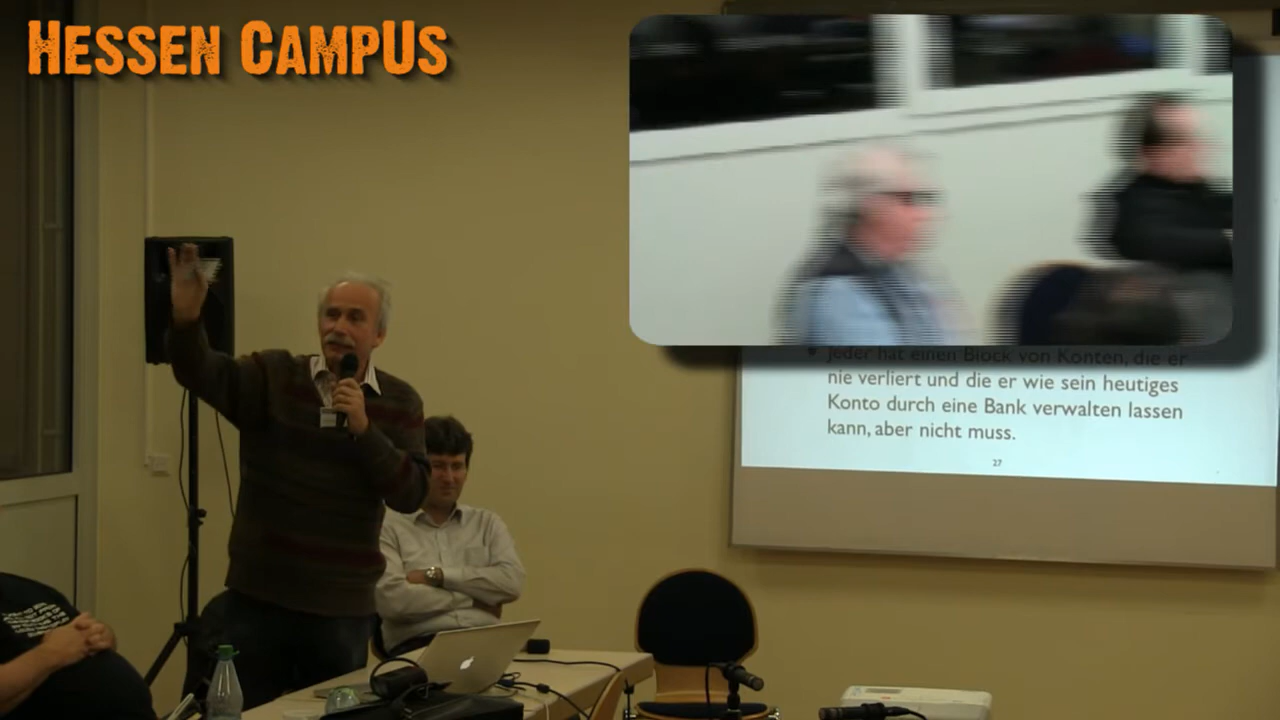 HESSEN CAMPUS
jeder hat einen Block von Konten, die er
nie verliert und die er wie sein heutiges
Konto durch eine Bank verwalten lassen
kann, aber nicht muss.
27